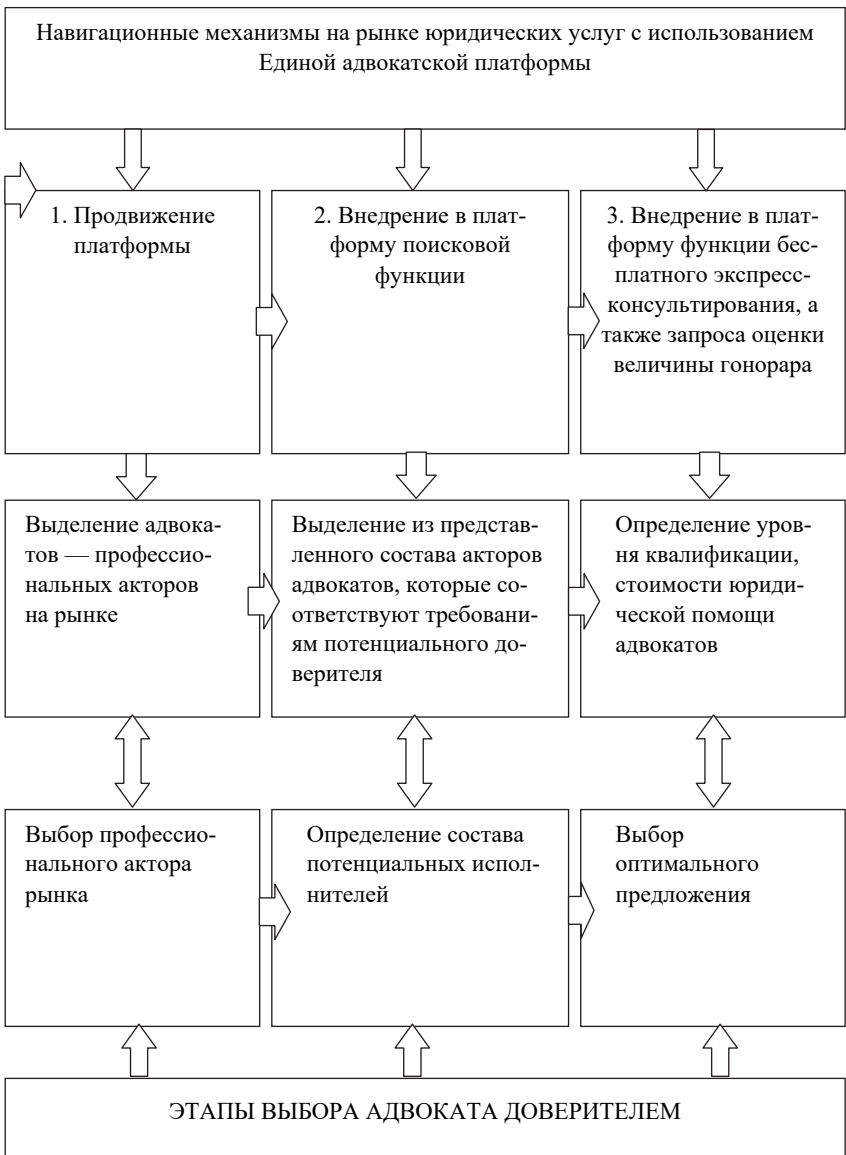 Навигационные механизмы на рынке юридических услуг с использованием
Единой адвокатской платформы
1. Продвижение
платформы
2. Внедрение в плат-
форму поисковой
функции
3. Внедрение в плат-
форму функции бес-
платного экспресс-
консультирования, а
также запроса оценки
величины гонорара
Выделение адвока-
тов — профессио-
нальных акторов
на рынке
Выделение из представ-
ленного состава акторов
адвокатов, которые со-
ответствуют требовани-
ям потенциального до-
верителя
Определение уров-
ня квалификации,
стоимости юриди-
ческой помощи
адвокатов
Выбор профессио-
нального актора
рынка
Определение состава
потенциальных испол-
нителей
Выбор
оптимального
предложения
ЭТАПЫ ВЫБОРА АДВОКАТА ДОВЕРИТЕЛЕМ